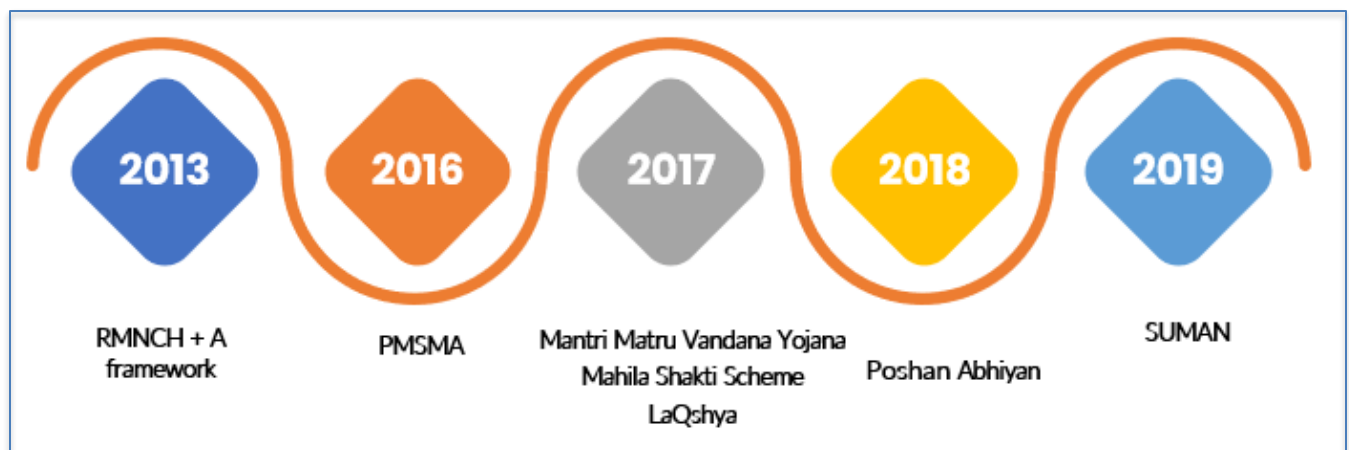 2013
2016
2017
2018
2019
RMNCH + A
framework
PMSMA
Mantri Matru Vandana Yojana
Mahila Shakti Scheme
LaQshya
Poshan Abhiyan
SUMAN